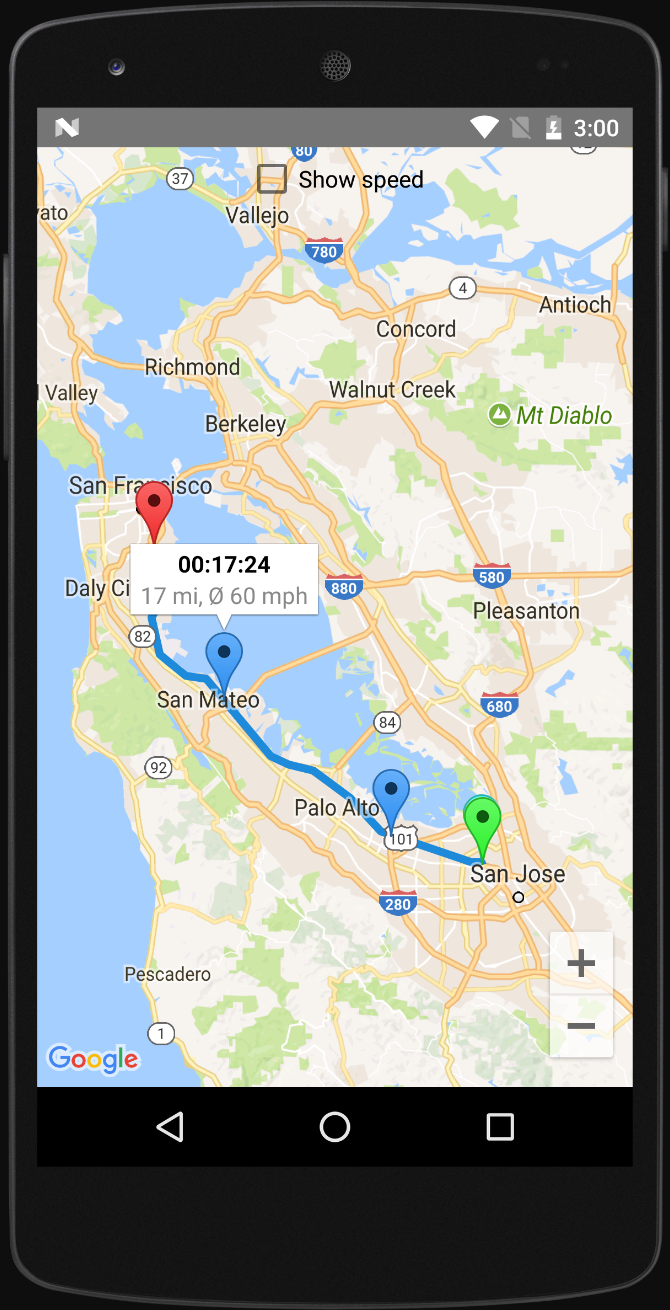 3:00
80
37
Show speed
vato
Vallejo
780
4
Antioch
Concord
Richmond
l Valley
Walnut Creek
Berkeley
Mt Diablo
San Francisco
00:17:24
17 mi, Ø 60 mph
Daly Ci
880
580
Pleasanton
82
San Mateo
680
84
92
Palo Alto
101
San Jose
280
+
Pescadero
−
1
Google